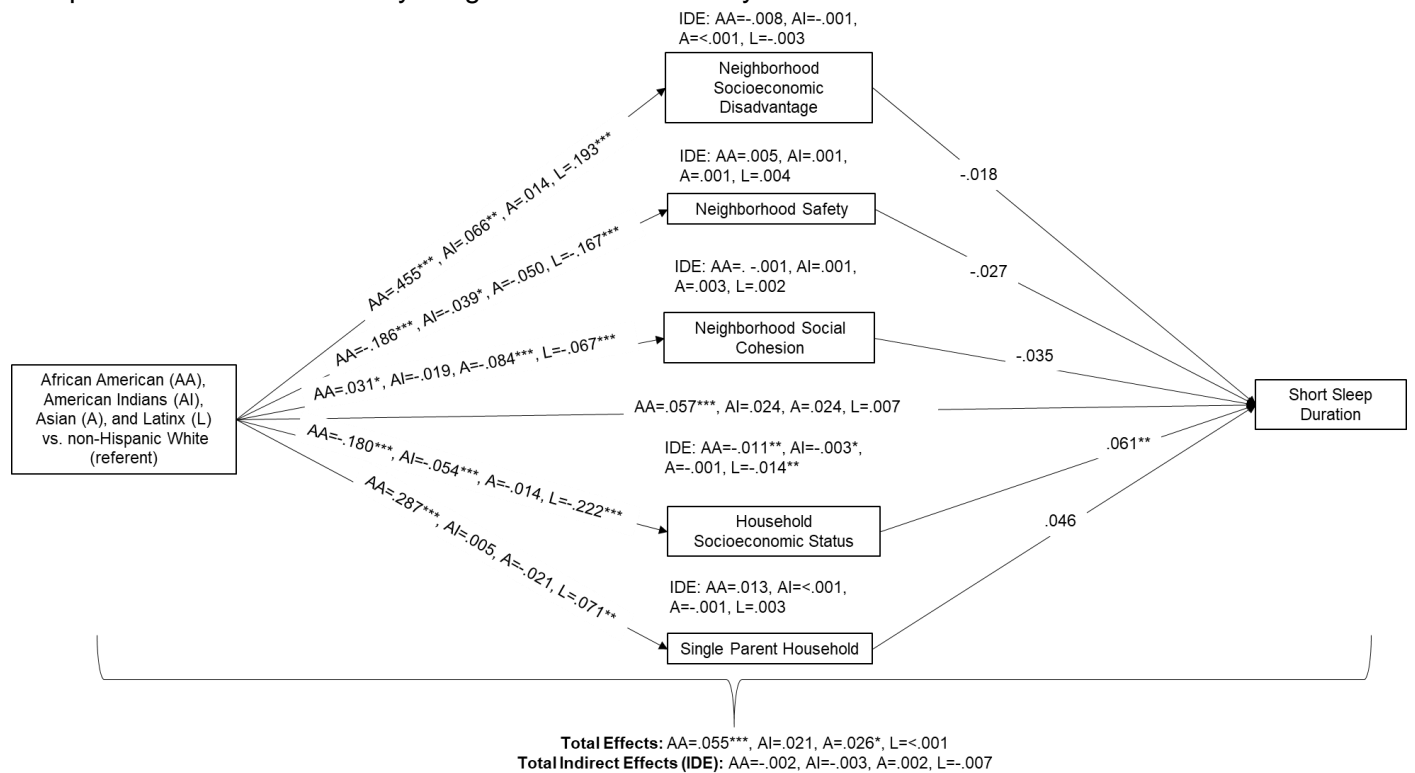 IDE: AA=-.008, AI=-.001,
A=<.001, L=-.003
Neighborhood
Socioeconomic
Disadvantage
AA=.455***, AI=.066**, A=.014, L=.193***
-.018
IDE: AA=.005, AI=.001,
A=.001, L=.004
Neighborhood Safety
AA=-.186***, AI=-.039*, A=-.050, L=-.167***
-.027
IDE: AA=. -.001, AI=.001,
A=.003, L=.002
Neighborhood Social
Cohesion
AA=.031*, AI=-.019, A=-.084***, L=-.067***
-.035
African American (AA),
American Indians (AI),
Asian (A), and Latinx (L)
vs. non-Hispanic White
(referent)
AA=.057***, AI=.024, A=.024, L=.007
Short Sleep
Duration
IDE: AA=-.011**, AI=-.003*,
A=-.001, L=-.014**
AA=-.180***, AI=-.054***, A=-.014, L=-.222***
.061**
Household
Socioeconomic Status
AA=.287***, AI=.005, A=-.021, L=.071**
.046
IDE: AA=.013, AI=<.001,
A=-.001, L=.003
Single Parent Household
Total Effects: AA=.055***, AI=.021, A=.026*, L=<.001
Total Indirect Effects (IDE): AA=-.002, AI=-.003, A=.002, L=-.007